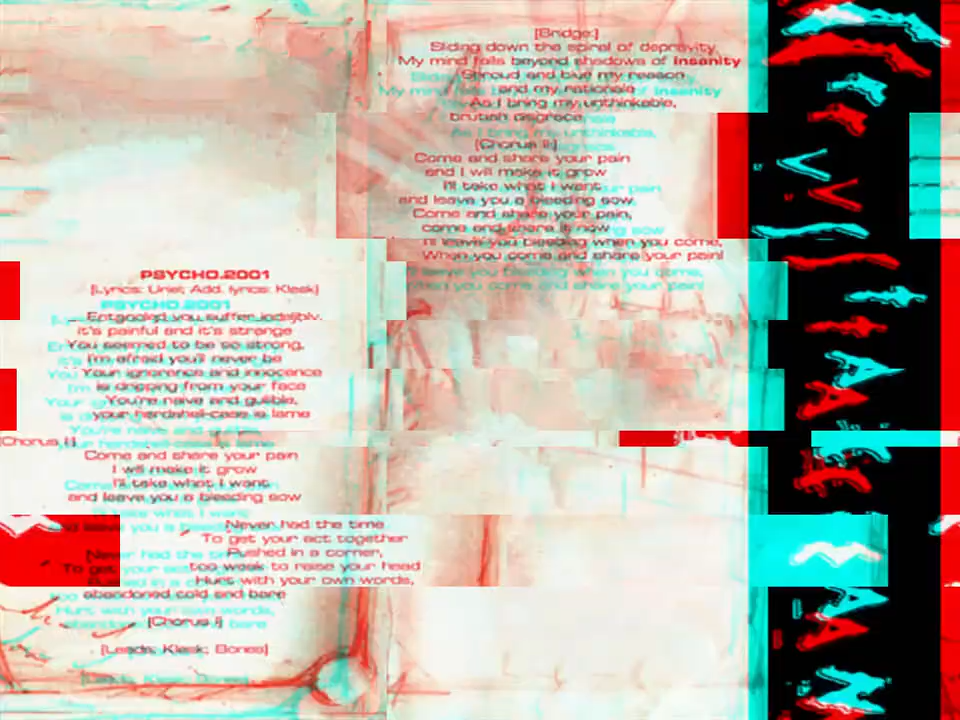 PSYCHO.2001
(Lyrics: Uriel; Add. lyrics: Klesk)
you suffer
it's painful and it's strange
You seemed to be so strong,
I'm afraid you'll never be
Your ignorance and innocence
is dripping from your face
You're naive and gulible,
your hardshell-case is lame
(Chorus I:)
Come and share your pain
I will make it grow
I'll take what I want
and leave you a bleeding sow
Never had the time
To get your act together
Pushed in a corner,
too weak to raise your head
Hurt with your own words,
abandoned cold and bare
(Chorus I)
(Leads: Klesk; Bones)
(Bridge:)
Sliding down the spiral of depravity,
My mind falls beyond shadows of insanity
Shroud and blue my reason
and my rationale
As I bring my unthinkable,
brutish disgrace
(Chorus II:)
Come and share your pain
and I will make it grow
I'll take what I want
and leave you a bleeding sow.
Come and share your pain,
come and share it now
I'll leave you bleeding when you come,
When you come and share your pain!